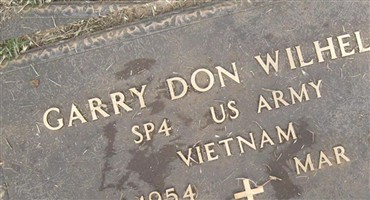 GARRY DON WILHEL
SP4 US ARMY
VIETNAM
1954 MAR